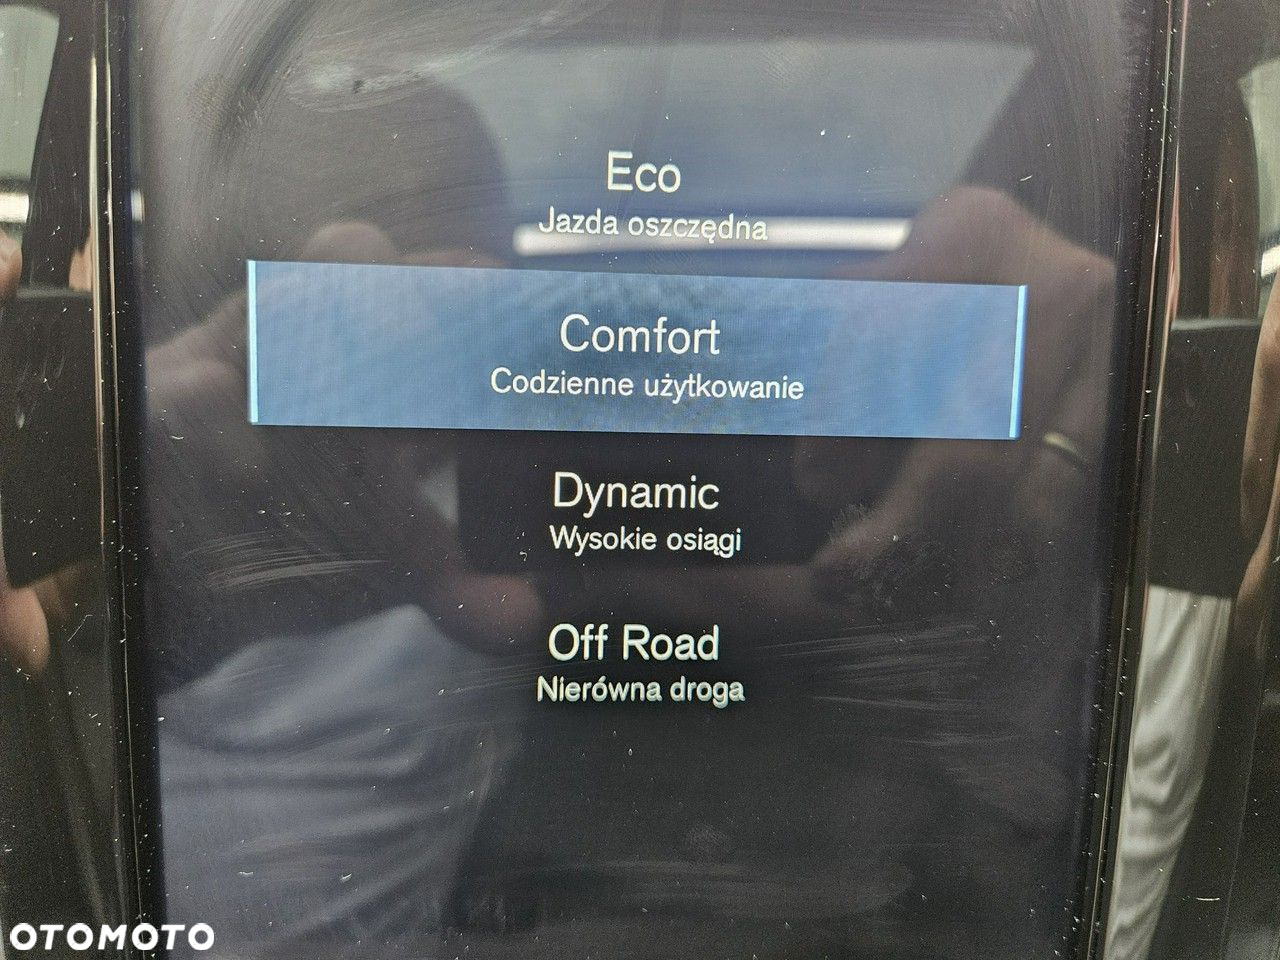 Eco
Jazda oszczędna
Comfort
Codzienne użytkowanie
Dynamic
Wysokie osiągi
Off Road
Nierówna droga
OTOMOTO